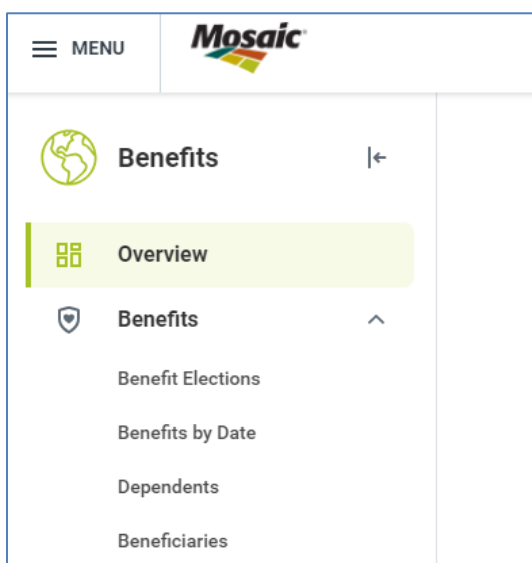 MENU
Mosaic
Benefits
Overview
Benefits
Benefit Elections
Benefits by Date
Dependents
Beneficiaries